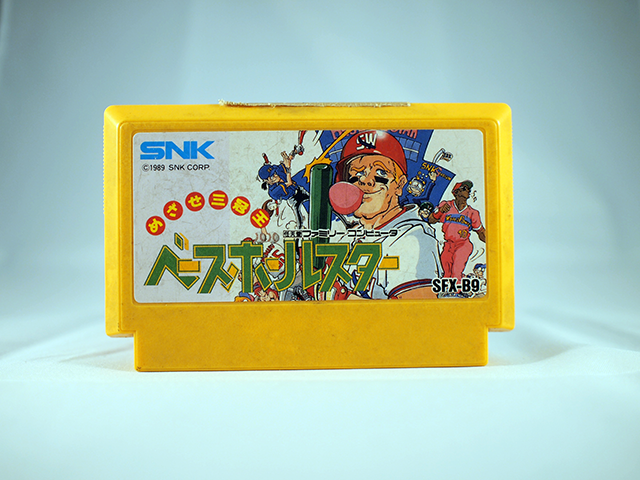 SNK
©1989 SNK CORP.
めざせ三冠王
ファミリーコンピュータ
ベースボールスター
SFX-B9
SW